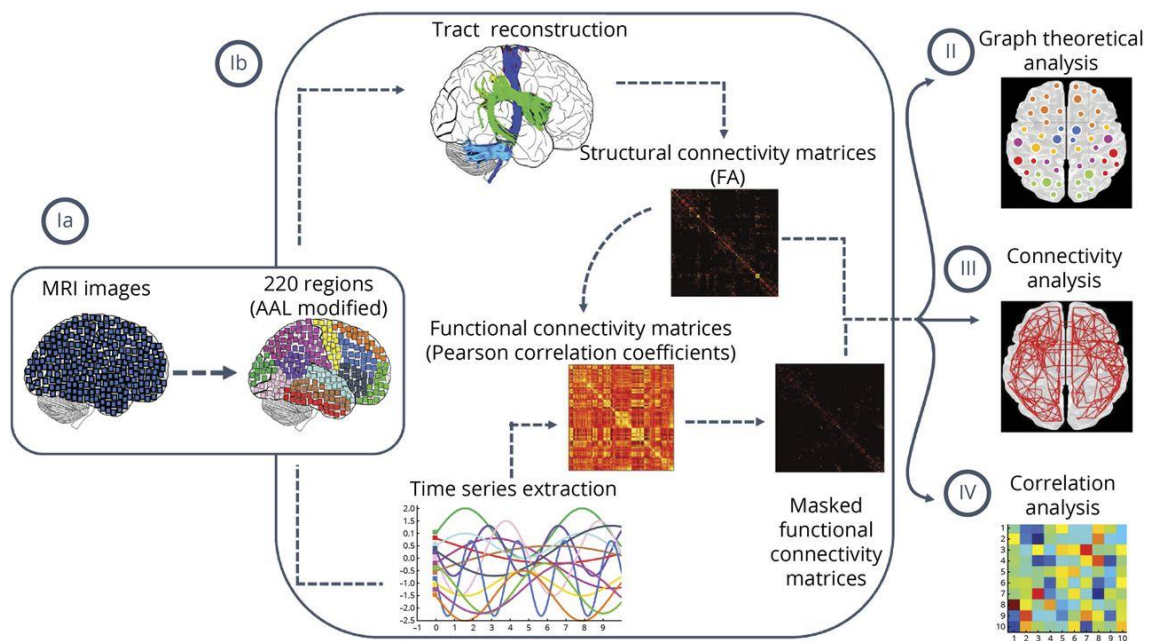 Ia
MRI images
220 regions
(AAL modified)
Ib
Tract reconstruction
Structural connectivity matrices
(FA)
Functional connectivity matrices
(Pearson correlation coefficients)
Time series extraction
2.0
1.5
1.0
0.1
0.5
0.0
-0.5
-1.0
-1.5
-2.0
-2.5
-1 0 1 2 3 4 5 6 7 8 9
Masked
functional
connectivity
matrices
II
Graph theoretical
analysis
III
Connectivity
analysis
IV
Correlation
analysis
1
2
3
4
5
6
7
8
9
10
1 2 3 4 5 6 7 8 9 10